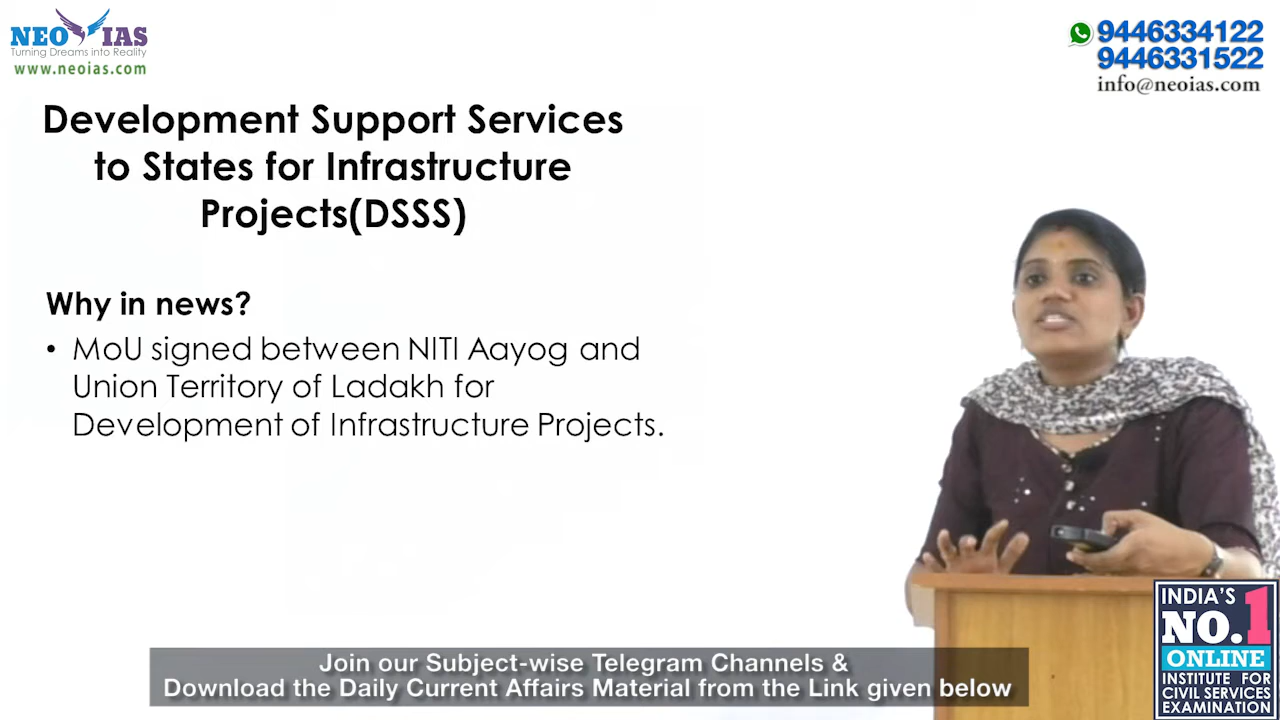 NEO IAS
Turning Dreams into Reality
www.neoias.com
9446334122
9446331522
info@neoias.com
Development Support Services
to States for Infrastructure
Projects(DSSS)
Why in news?
• MoU signed between NITI Aayog and
Union Territory of Ladakh for
Development of Infrastructure Projects.
Join our Subject-wise Telegram Channels &
Download the Daily Current Affairs Material from the Link given below
INDIA'S
NO.1
ONLINE
INSTITUTE FOR
CIVIL SERVICES
EXAMINATION